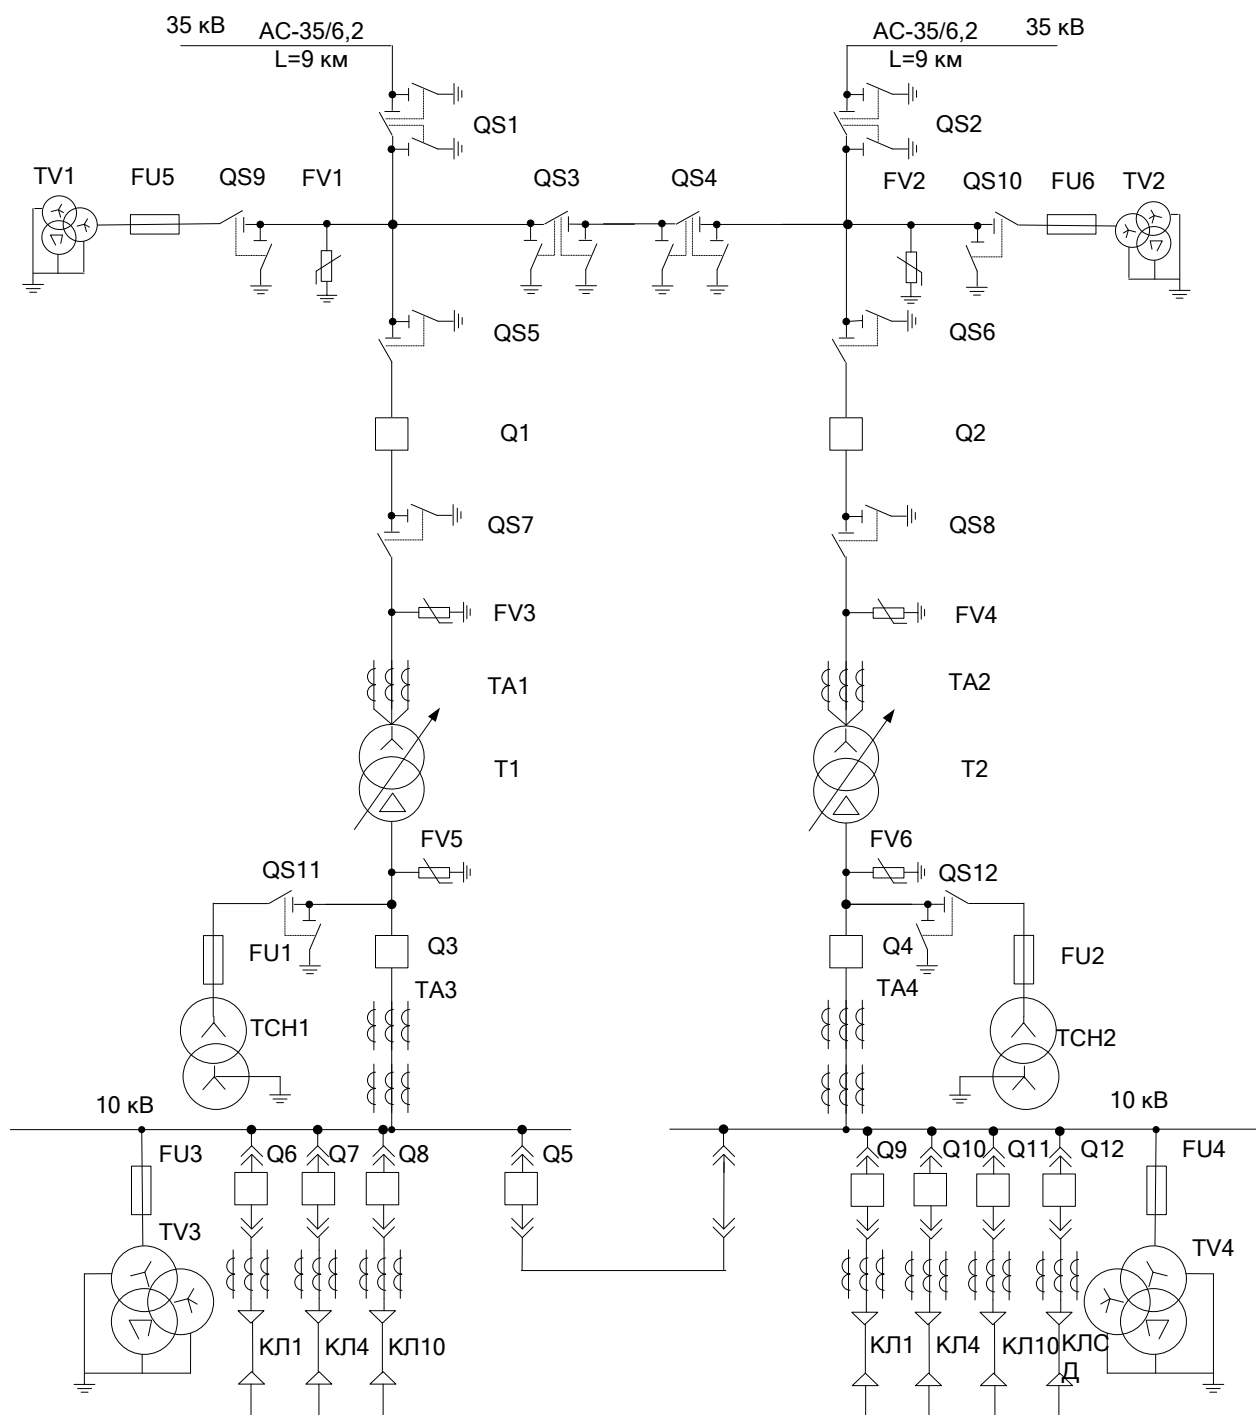 35 кВ
АС-35/6,2
L=9 км
АС-35/6,2
35 кВ
L=9 км
QS1
QS2
TV1
FU5
QS9
FV1
QS3
QS4
FV2
QS10
FU6
TV2
QS5
QS6
Q1
Q2
QS7
QS8
FV3
FV4
TA1
TA2
T1
T2
FV5
FV6
QS11
QS12
FU1
Q3
Q4
FU2
TA3
TA4
ТСН1
ТСН2
10 кВ
10 кВ
FU3
Q6
Q7
Q8
Q5
Q9
Q10
Q11
Q12
FU4
TV3
TV4
КЛ1
КЛ4
КЛ10
КЛ1
КЛ4
КЛ10
КЛС
Д